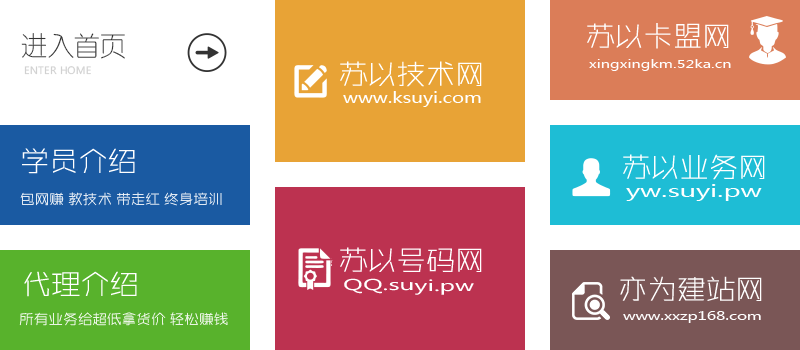 进入首页
ENTER HOME
学员介绍
包网赚 教技术 带走红 终身培训
代理介绍
所有业务给超低拿货价 轻松赚钱
苏以技术网
www.ksuyi.com
苏以号码网
QQ.suyi.pw
苏以卡盟网
xingxingkm.52ka.cn
苏以业务网
yw.suyi.pw
亦为建站网
www.xxzp168.com